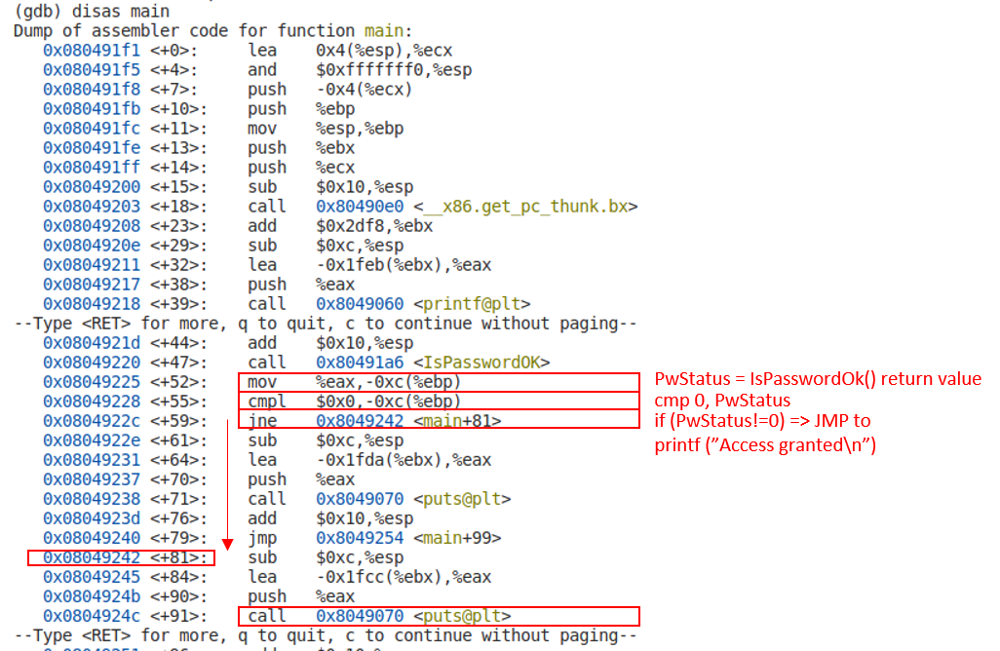 (gdb) disas main
Dump of assembler code for function main:
0x080491f1 <+0>: lea 0x4(%esp),%ecx
0x080491f5 <+4>: and $0xfffffff0,%esp
0x080491f8 <+7>: push -0x4(%ecx)
0x080491fb <+10>: push %ebp
0x080491fc <+11>: mov %esp,%ebp
0x080491fe <+13>: push %ebx
0x080491ff <+14>: push %ecx
0x08049200 <+15>: sub $0x10,%esp
0x08049203 <+18>: call 0x80490e0 <__x86.get_pc_thunk.bx>
0x08049208 <+23>: add $0x2df8,%ebx
0x0804920e <+29>: sub $0xc,%esp
0x08049211 <+32>: lea -0x1feb(%ebx),%eax
0x08049217 <+38>: push %eax
0x08049218 <+39>: call 0x8049060 <printf@plt>
--Type <RET> for more, q to quit, c to continue without paging--
0x0804921d <+44>: add $0x10,%esp
0x08049220 <+47>: call 0x80491a6 <IsPasswordOK>
0x08049225 <+52>: mov %eax,-0xc(%ebp)
0x08049228 <+55>: cmpl $0x0,-0xc(%ebp)
0x0804922c <+59>: jne 0x8049242 <main+81>
0x0804922e <+61>: sub $0xc,%esp
0x08049231 <+64>: lea -0x1fda(%ebx),%eax
0x08049237 <+70>: push %eax
0x08049238 <+71>: call 0x8049070 <puts@plt>
0x0804923d <+76>: add $0x10,%esp
0x08049240 <+79>: jmp 0x8049254 <main+99>
0x08049242 <+81>: sub $0xc,%esp
0x08049245 <+84>: lea -0x1fcc(%ebx),%eax
0x0804924b <+90>: push %eax
0x0804924c <+91>: call 0x8049070 <puts@plt>
--Type <RET> for more, q to quit, c to continue without paging--
PwStatus = IsPasswordOk() return value
cmp 0, PwStatus
if (PwStatus!=0) => JMP to
printf (”Access granted\n”)